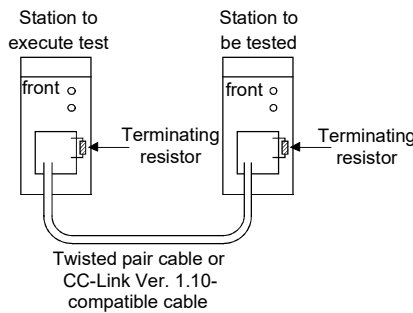 Station to
execute test
Station to
be tested
front
front
Terminating
resistor
Terminating
resistor
Twisted pair cable or
CC-Link Ver. 1.10-
compatible cable